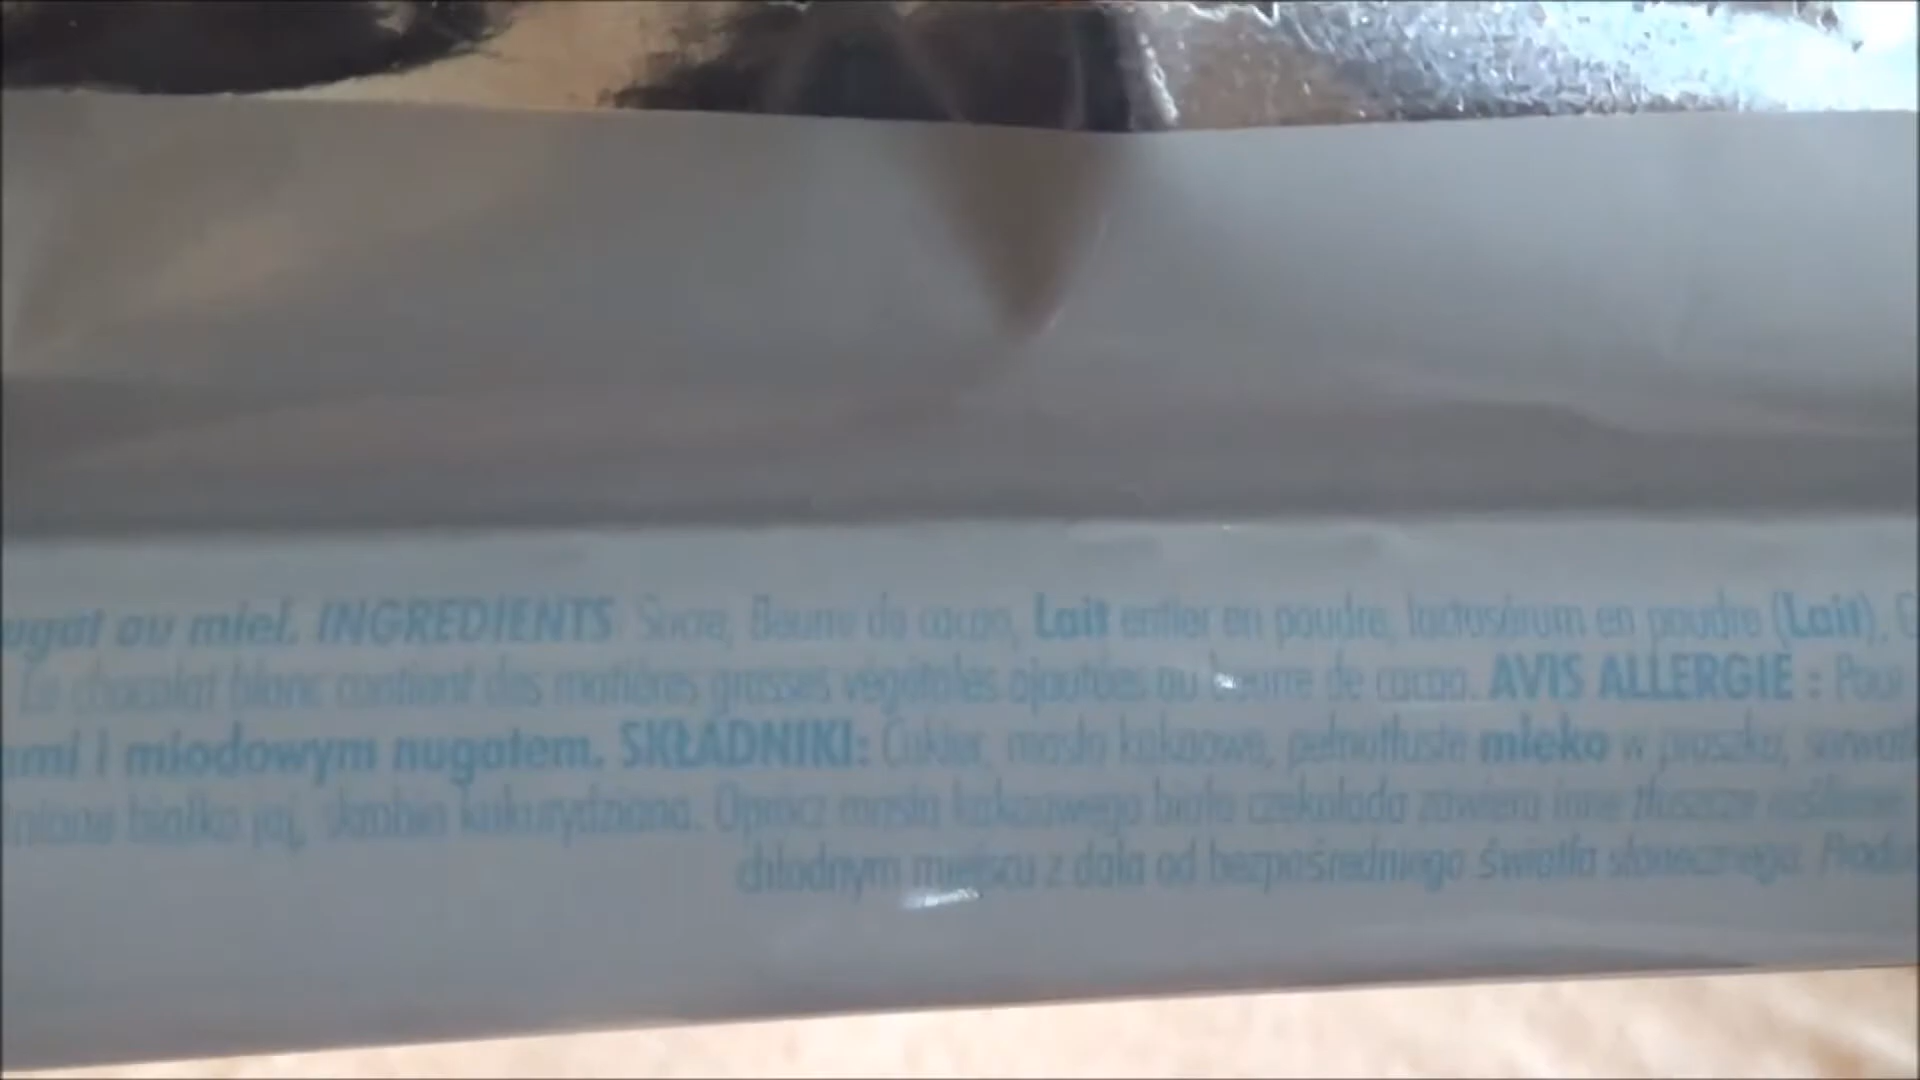 ugat au miel. INGREDIENTS Sucre, Beurre de cacao, Lait entier en poudre, lactosérum en poudre (Lait),
Le chocolat blanc contient des matières grasses végétales ajoutées au beurre de cacao. AVIS ALLERGIE : Pour
ami i miodowym nugatem. SKŁADNIKI: Cukier, masło kakaowe, pełnotłuste mleko w proszku, serwat
białko jaj, skrobia kukurydziana. Oprócz masła kakaowego biała czekolada zawiera inne tłuszcze roślinne
chłodnym miejscu z dala od bezpośredniego światła słonecznego. Produ